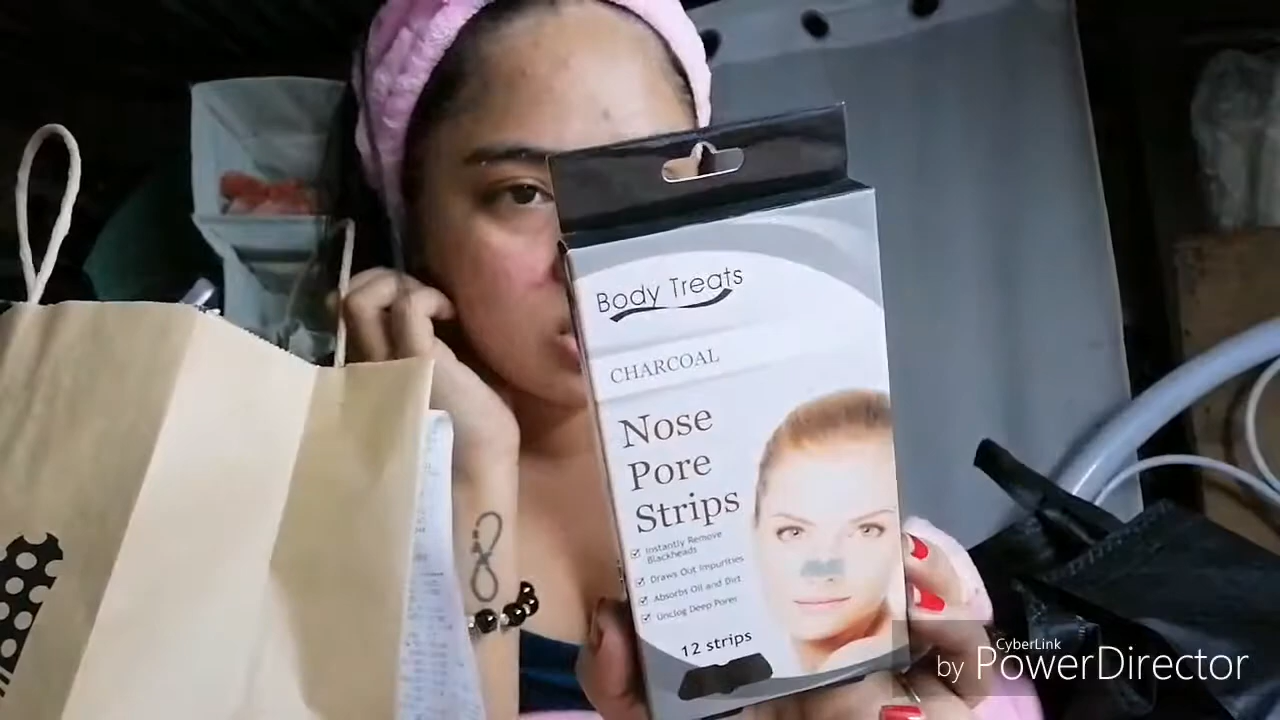 Body Treats
CHARCOAL
Nose
Pore
Strips
Instantly Remove
Blackheads
Draws Out Impurities
Absorbs Oil and Dirt
Unclog Deep Pores
12 strips
CyberLink
by PowerDirector